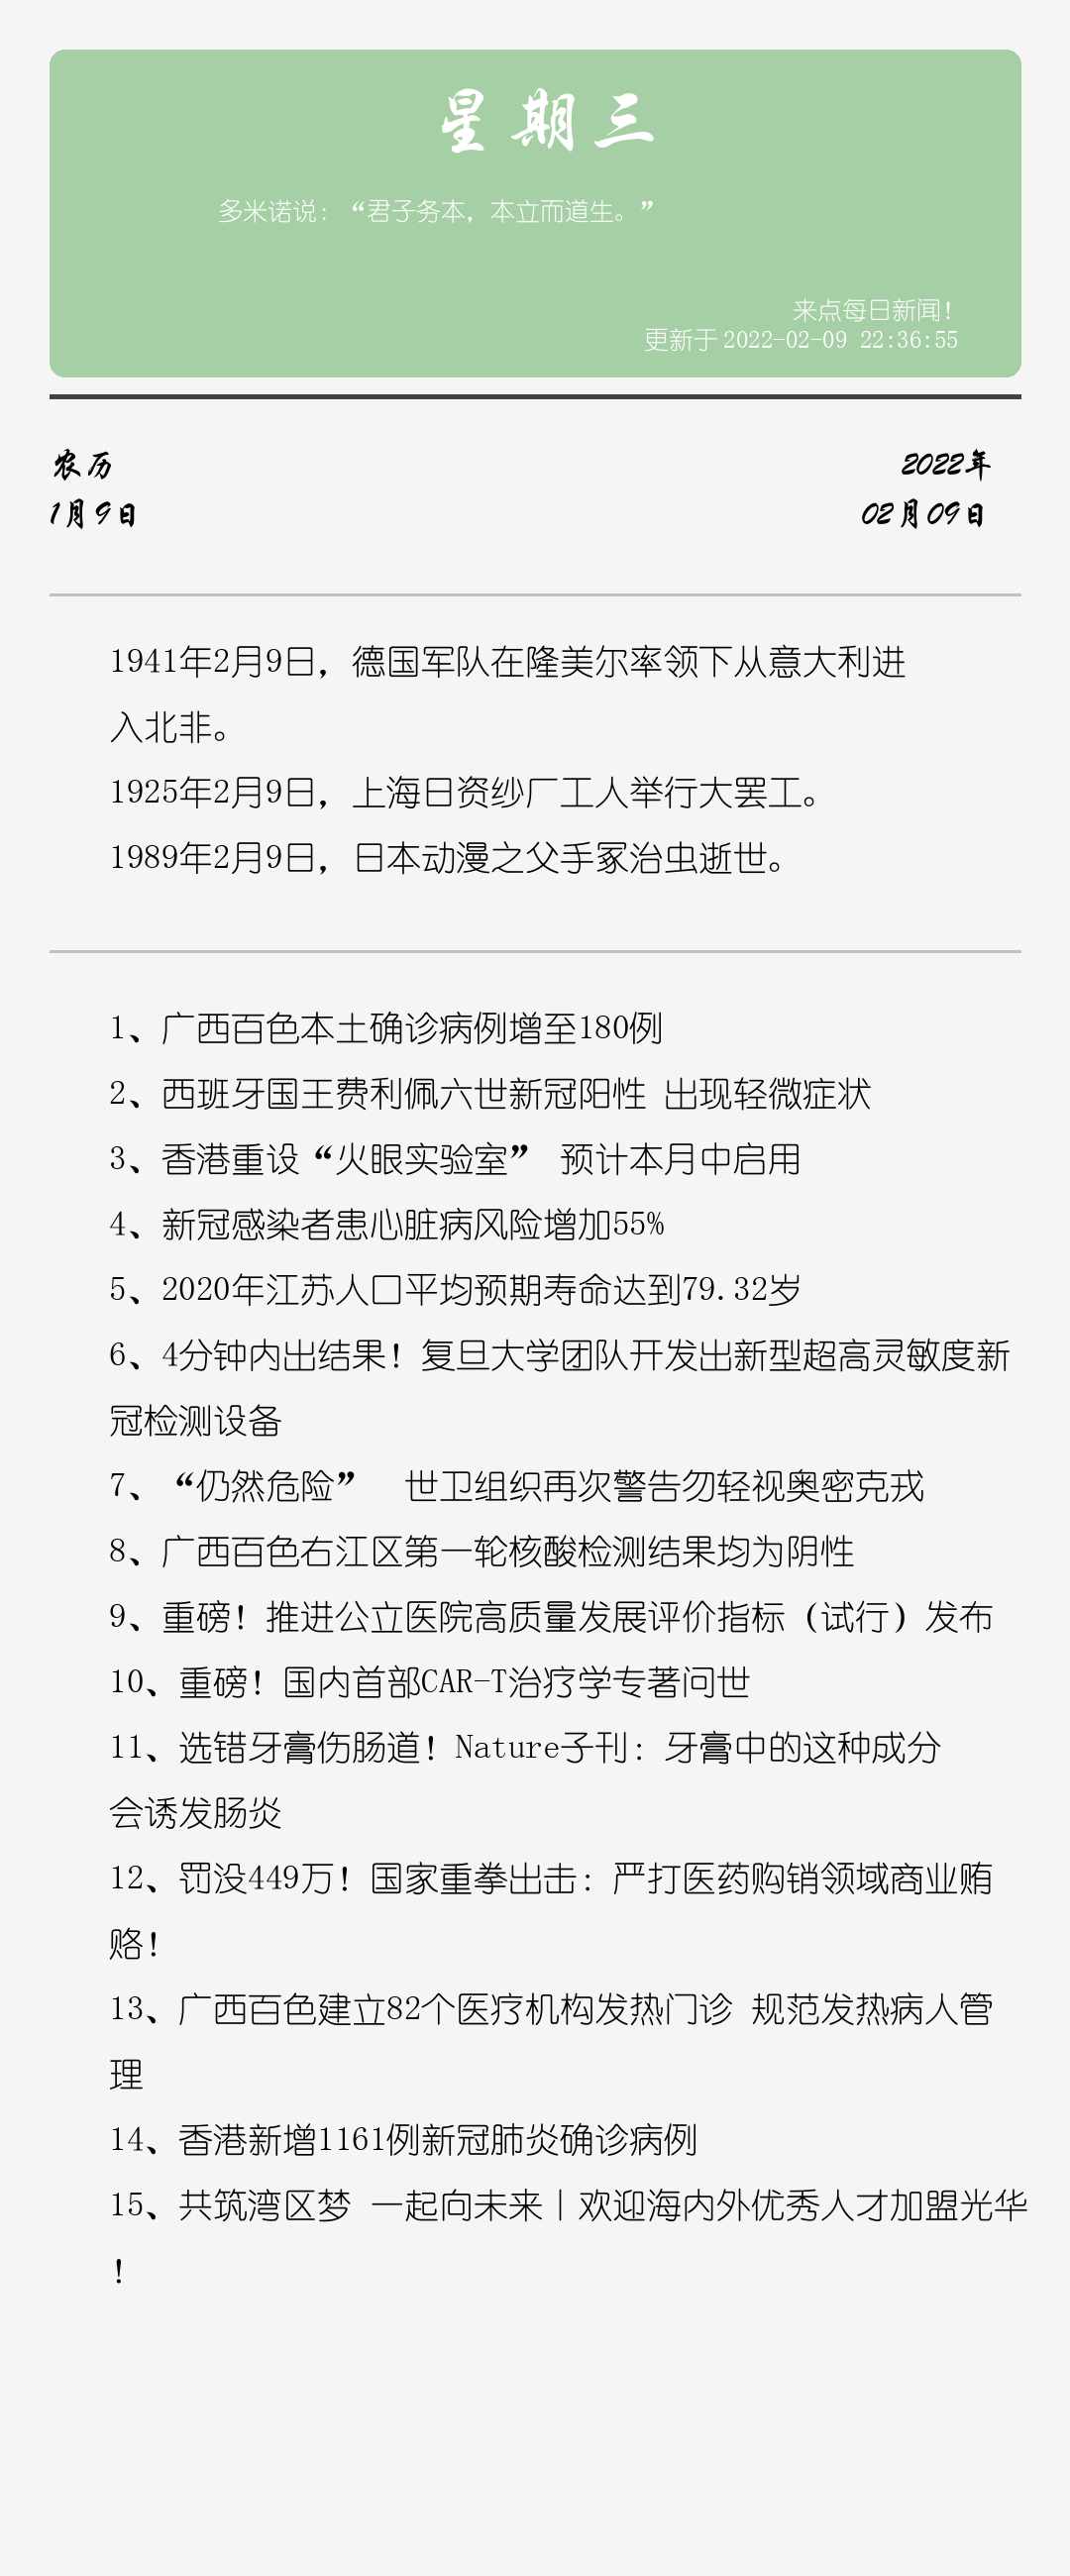 星期三
多米诺说：“君子务本，本立而道生。”
来点每日新闻！
更新于 2022-02-09 22:36:55
农历
2022年
1月9日
02月09日
1941年2月9日，德国军队在隆美尔率领下从意大利进
入北非。
1925年2月9日，上海日资纱厂工人举行大罢工。
1989年2月9日，日本动漫之父手冢治虫逝世。
1、广西百色本土确诊病例增至180例
2、西班牙国王费利佩六世新冠阳性 出现轻微症状
3、香港重设“火眼实验室” 预计本月中启用
4、新冠感染者患心脏病风险增加55%
5、2020年江苏人口平均预期寿命达到79.32岁
6、4分钟内出结果！复旦大学团队开发出新型超高灵敏度新
冠检测设备
7、“仍然危险”  世卫组织再次警告勿轻视奥密克戎
8、广西百色右江区第一轮核酸检测结果均为阴性
9、重磅！推进公立医院高质量发展评价指标（试行）发布
10、重磅！国内首部CAR-T治疗学专著问世
11、选错牙膏伤肠道！Nature子刊：牙膏中的这种成分
会诱发肠炎
12、罚没449万！国家重拳出击：严打医药购销领域商业贿
赂！
13、广西百色建立82个医疗机构发热门诊 规范发热病人管
理
14、香港新增1161例新冠肺炎确诊病例
15、共筑湾区梦 一起向未来丨欢迎海内外优秀人才加盟光华
！